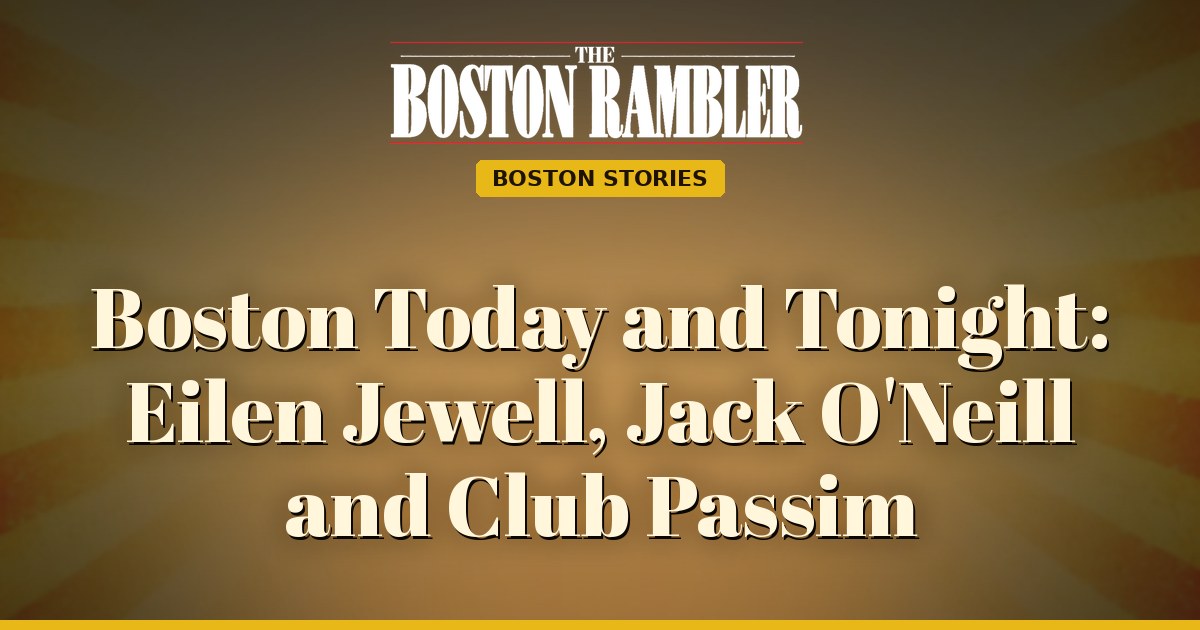 THE
BOSTON RAMBLER
BOSTON STORIES
Boston Today and Tonight:
Eilen Jewell, Jack O'Neill
and Club Passim